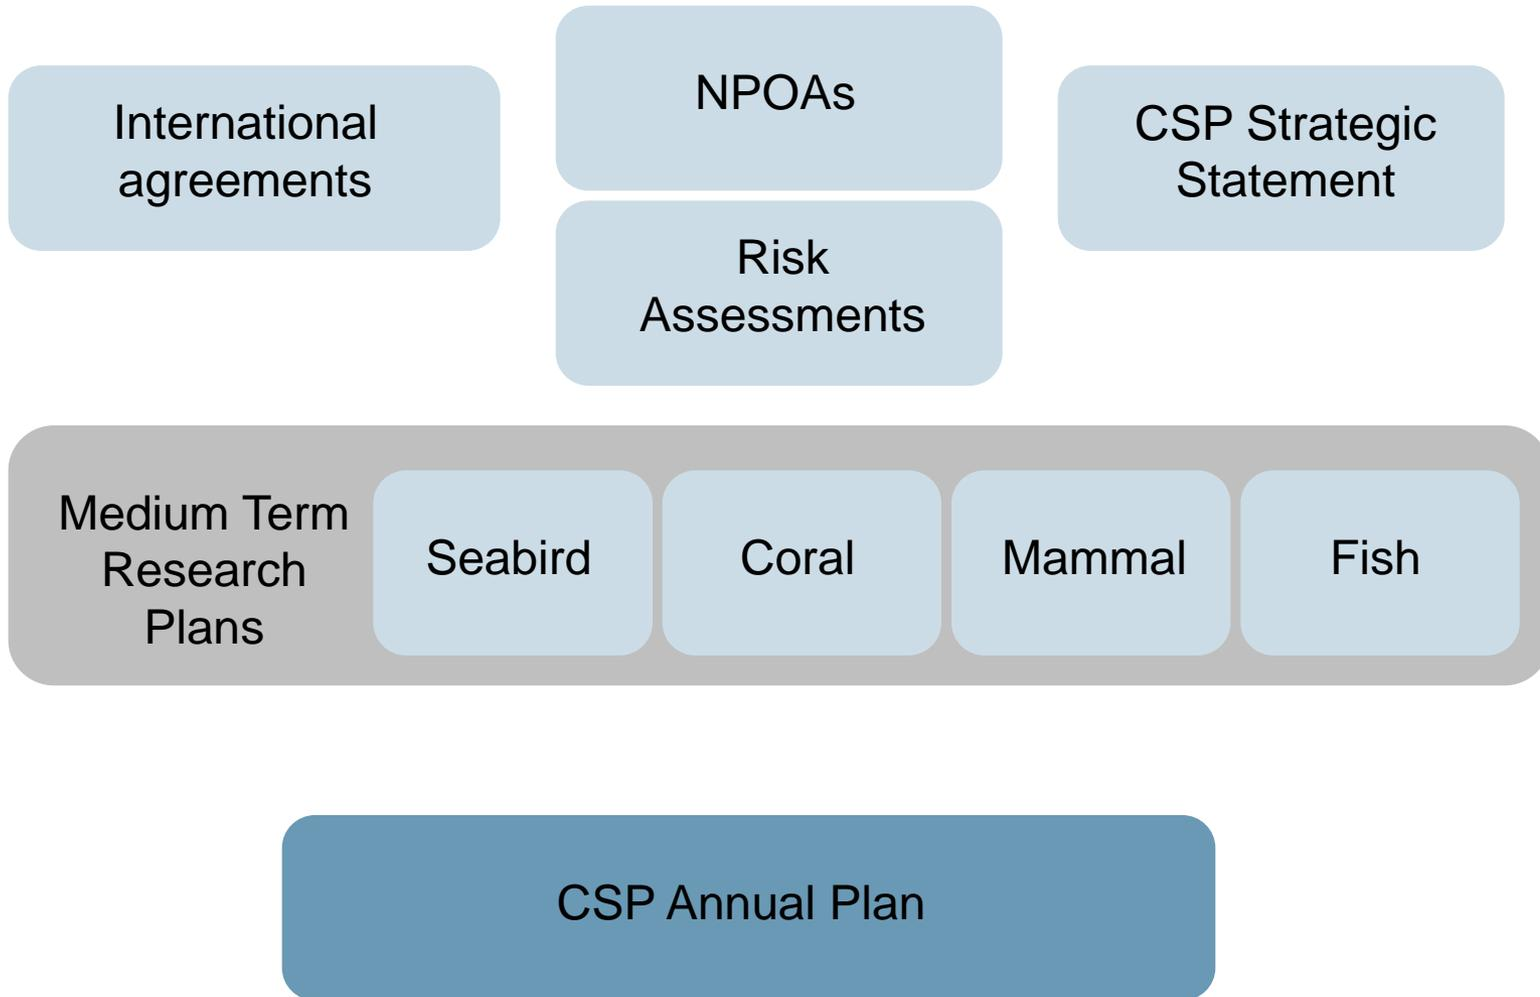 International
agreements
NPOAs
CSP Strategic
Statement
Risk
Assessments
Medium Term
Research
Plans
Seabird
Coral
Mammal
Fish
CSP Annual Plan